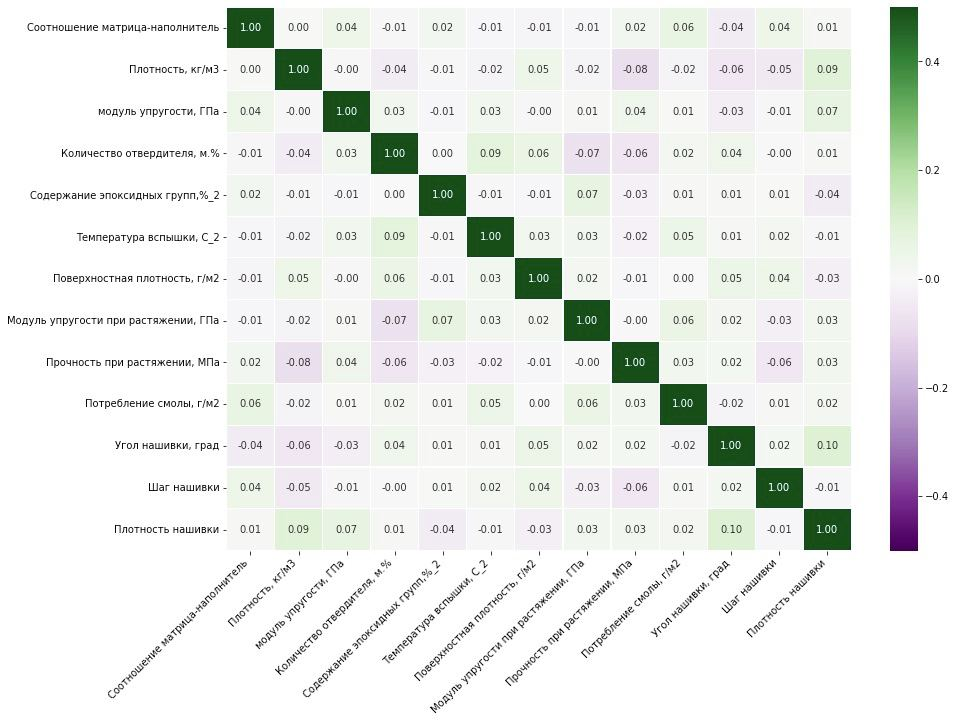 Соотношение матрица-наполнитель 1.00 0.00 0.04 -0.01 0.02 -0.01 -0.01 -0.01 0.02 0.06 -0.04 0.04 0.01
Плотность, кг/м3 0.00 1.00 -0.00 -0.04 -0.01 -0.02 0.05 -0.02 -0.08 -0.02 -0.06 -0.05 0.09
модуль упругости, ГПа 0.04 -0.00 1.00 0.03 -0.01 0.03 -0.00 0.01 0.04 0.01 -0.03 -0.01 0.07
Количество отвердителя, м.% -0.01 -0.04 0.03 1.00 0.00 0.09 0.06 -0.07 -0.06 0.02 0.04 -0.00 0.01
Содержание эпоксидных групп,%_2 0.02 -0.01 -0.01 0.00 1.00 -0.01 -0.01 0.07 -0.03 0.01 0.01 0.01 -0.04
Температура вспышки, С_2 -0.01 -0.02 0.03 0.09 -0.01 1.00 0.03 0.03 -0.02 0.05 0.01 0.02 -0.01
Поверхностная плотность, г/м2 -0.01 0.05 -0.00 0.06 -0.01 0.03 1.00 0.02 -0.01 0.00 0.05 0.04 -0.03
Модуль упругости при растяжении, ГПа -0.01 -0.02 0.01 -0.07 0.07 0.03 0.02 1.00 -0.00 0.06 0.02 -0.03 0.03
Прочность при растяжении, МПа 0.02 -0.08 0.04 -0.06 -0.03 -0.02 -0.01 -0.00 1.00 0.03 0.02 -0.06 0.03
Потребление смолы, г/м2 0.06 -0.02 0.01 0.02 0.01 0.05 0.00 0.06 0.03 1.00 -0.02 0.01 0.02
Угол нашивки, град -0.04 -0.06 -0.03 0.04 0.01 0.01 0.05 0.02 0.02 -0.02 1.00 0.02 0.10
Шаг нашивки 0.04 -0.05 -0.01 -0.00 0.01 0.02 0.04 -0.03 -0.06 0.01 0.02 1.00 -0.01
Плотность нашивки 0.01 0.09 0.07 0.01 -0.04 -0.01 -0.03 0.03 0.03 0.02 0.10 -0.01 1.00
Соотношение матрица-наполнитель
Плотность, кг/м3
модуль упругости, ГПа
Количество отвердителя, м.%
Содержание эпоксидных групп,%_2
Температура вспышки, С_2
Поверхностная плотность, г/м2
Модуль упругости при растяжении, ГПа
Прочность при растяжении, МПа
Потребление смолы, г/м2
Угол нашивки, град
Шаг нашивки
Плотность нашивки
0.4
0.2
0.0
−0.2
−0.4